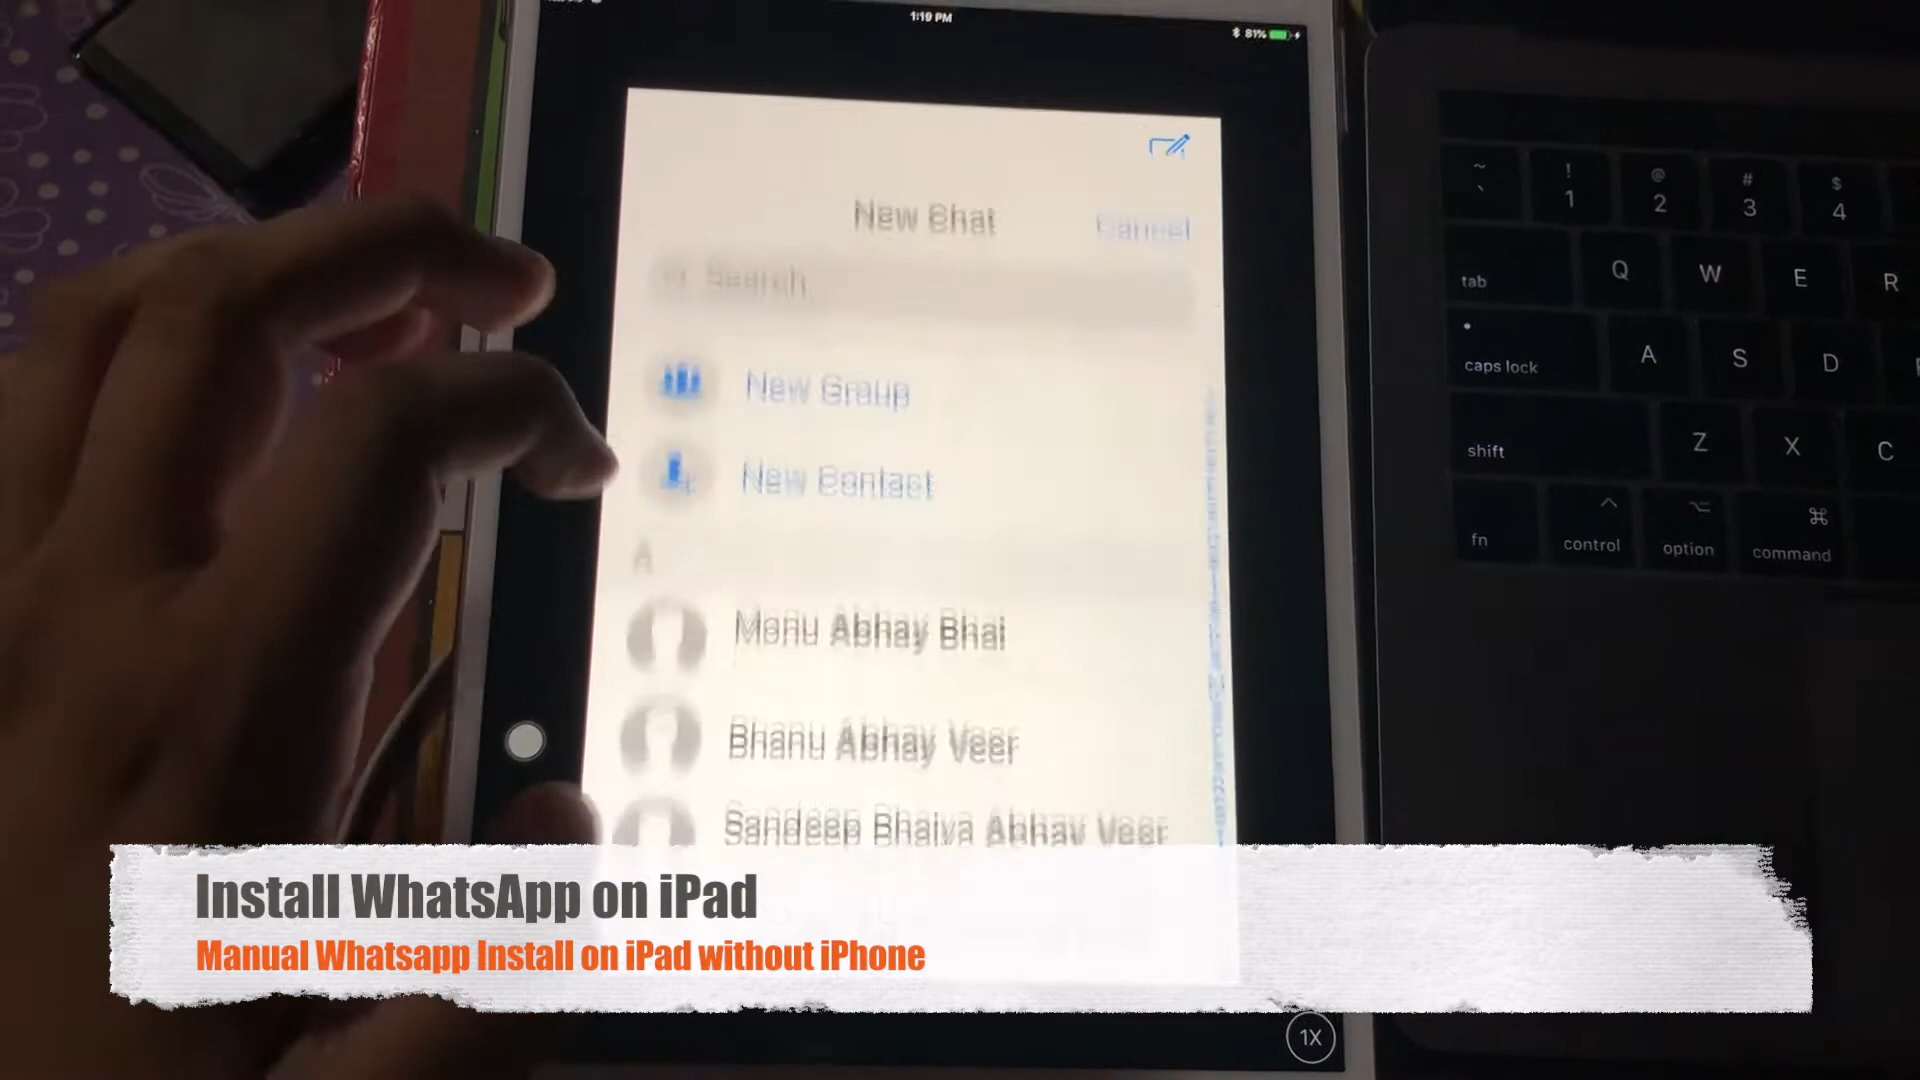 1:19 PM
81%
New Chat
Cancel
Search
New Group
New Contact
A
Monu Abhay Bhai
Bhanu Abhay Veer
Sandeep Bhaiya Abhay Veer
Install WhatsApp on iPad
Manual Whatsapp Install on iPad without iPhone
1X
~ ! @ # $
` 1 2 3 4
tab Q W E R
caps lock A S D
shift Z X C
fn control option command